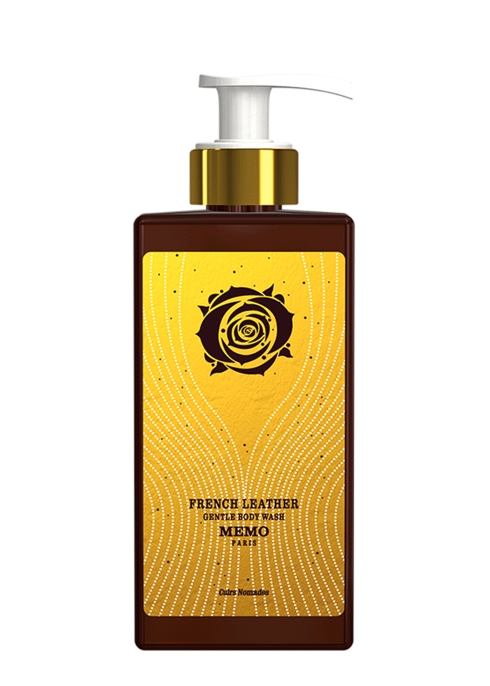 FRENCH LEATHER
GENTLE BODY WASH
MEMO
PARIS
Cuirs Nomades